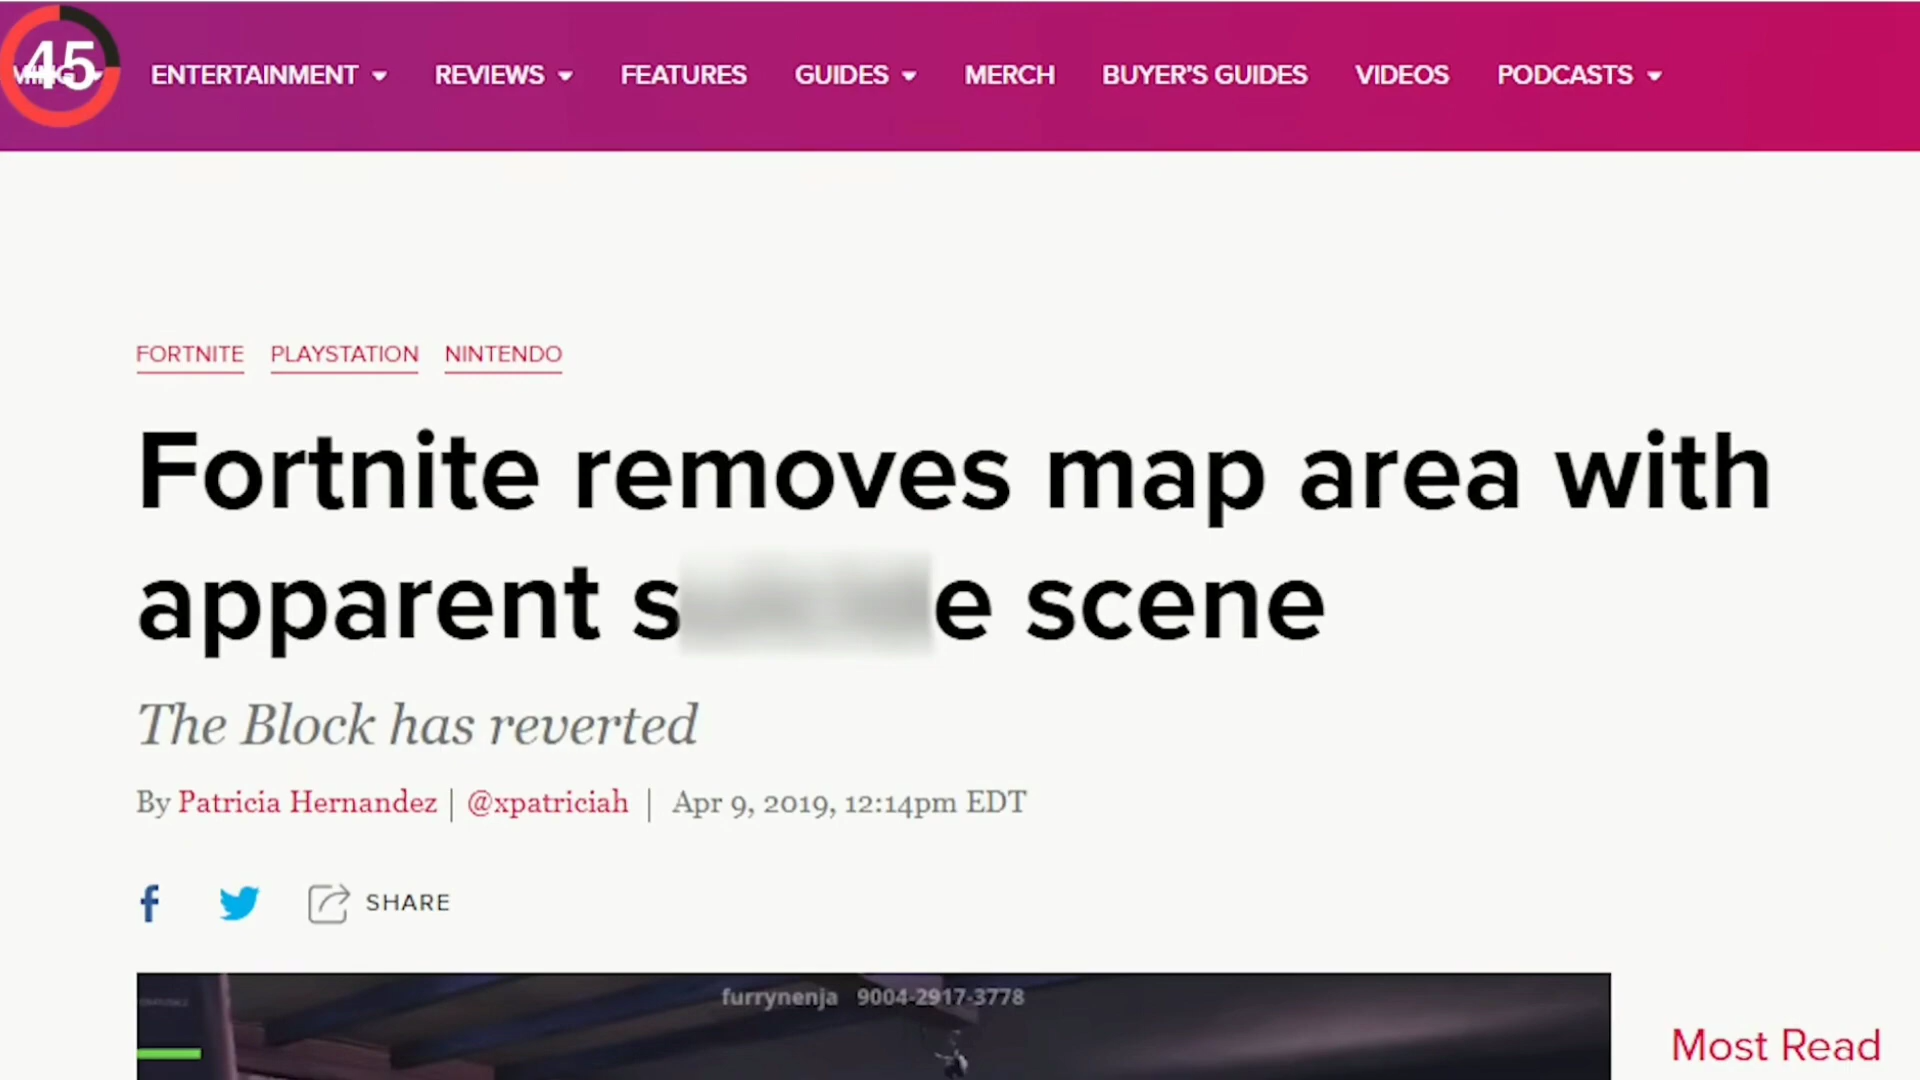 45
ENTERTAINMENT REVIEWS FEATURES GUIDES MERCH BUYER'S GUIDES VIDEOS PODCASTS
FORTNITE PLAYSTATION NINTENDO
Fortnite removes map area with
apparent s e scene
The Block has reverted
By Patricia Hernandez | @xpatriciah | Apr 9, 2019, 12:14pm EDT
SHARE
furrynenja 9004-2917-3778
Most Read